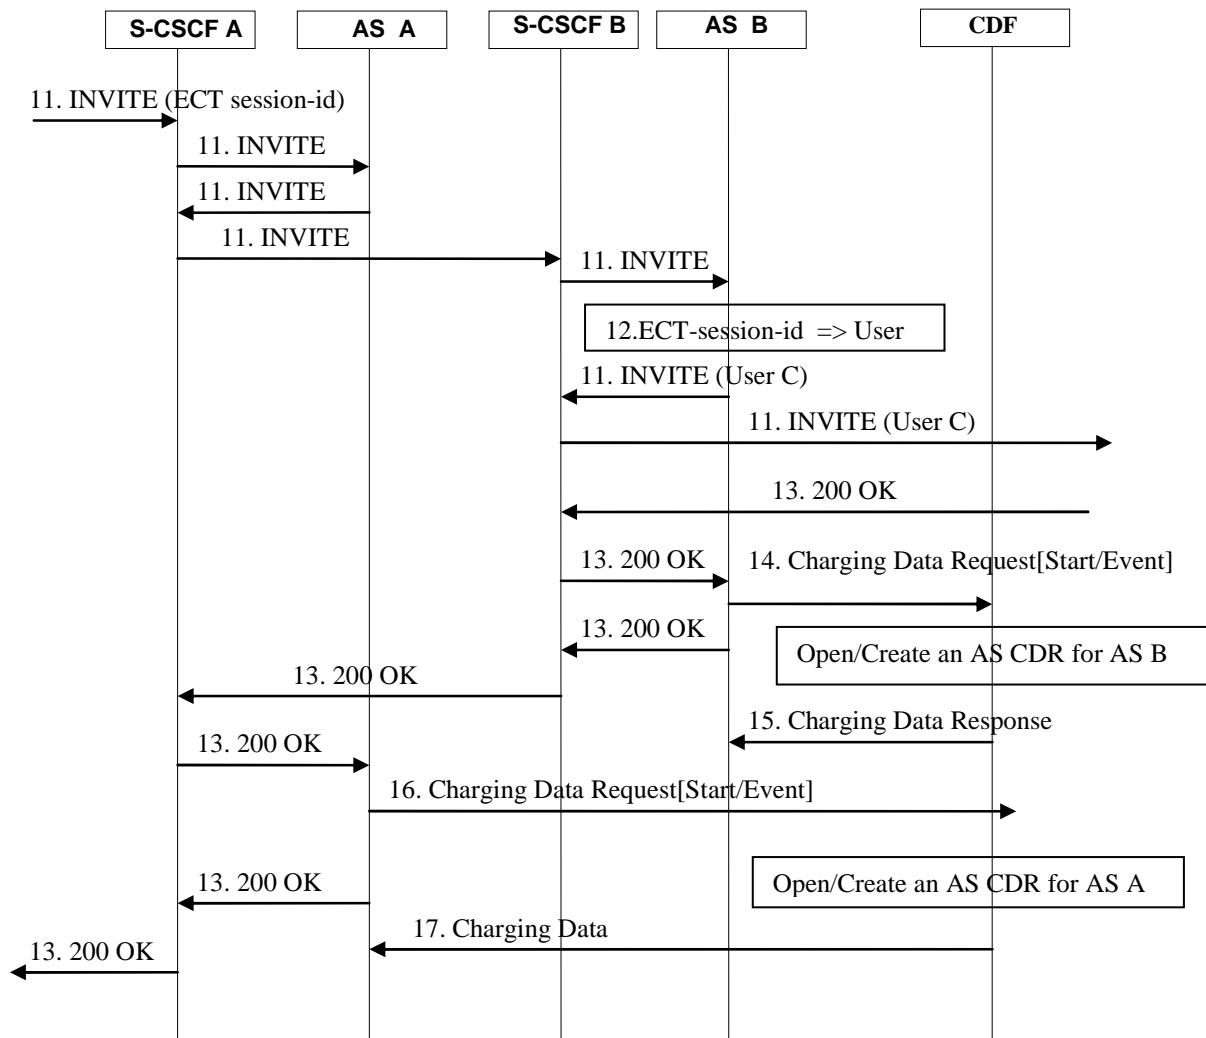 S-CSCF A
AS  A
S-CSCF B
AS  B
CDF
11. INVITE (ECT session-id)
11. INVITE
11. INVITE
11. INVITE
11. INVITE
12.ECT-session-id  => User
11. INVITE (User C)
11. INVITE (User C)
13. 200 OK
13. 200 OK
14. Charging Data Request[Start/Event]
13. 200 OK
Open/Create an AS CDR for AS B
13. 200 OK
15. Charging Data Response
13. 200 OK
16. Charging Data Request[Start/Event]
13. 200 OK
Open/Create an AS CDR for AS A
17. Charging Data
13. 200 OK